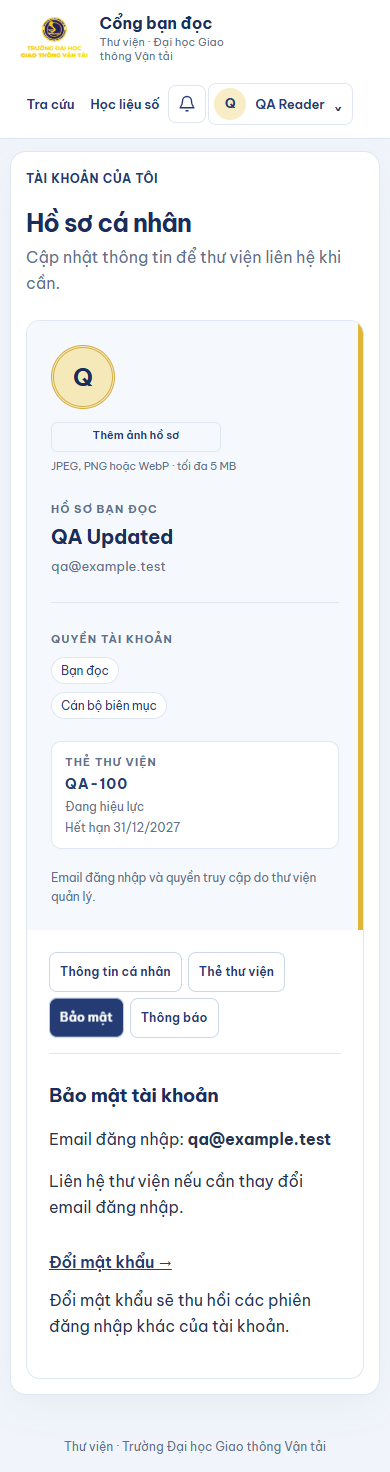 TRƯỜNG ĐẠI HỌC
GIAO THÔNG VẬN TẢI
Cổng bạn đọc
Thư viện · Đại học Giao
thông Vận tải
Tra cứu
Học liệu số
Q
QA Reader
TÀI KHOẢN CỦA TÔI
Hồ sơ cá nhân
Cập nhật thông tin để thư viện liên hệ khi
cần.
Q
Thêm ảnh hồ sơ
JPEG, PNG hoặc WebP · tối đa 5 MB
HỒ SƠ BẠN ĐỌC
QA Updated
qa@example.test
QUYỀN TÀI KHOẢN
Bạn đọc
Cán bộ biên mục
THẺ THƯ VIỆN
QA-100
Đang hiệu lực
Hết hạn 31/12/2027
Email đăng nhập và quyền truy cập do thư viện
quản lý.
Thông tin cá nhân
Thẻ thư viện
Bảo mật
Thông báo
Bảo mật tài khoản
Email đăng nhập: qa@example.test
Liên hệ thư viện nếu cần thay đổi
email đăng nhập.
Đổi mật khẩu →
Đổi mật khẩu sẽ thu hồi các phiên
đăng nhập khác của tài khoản.
Thư viện · Trường Đại học Giao thông Vận tải